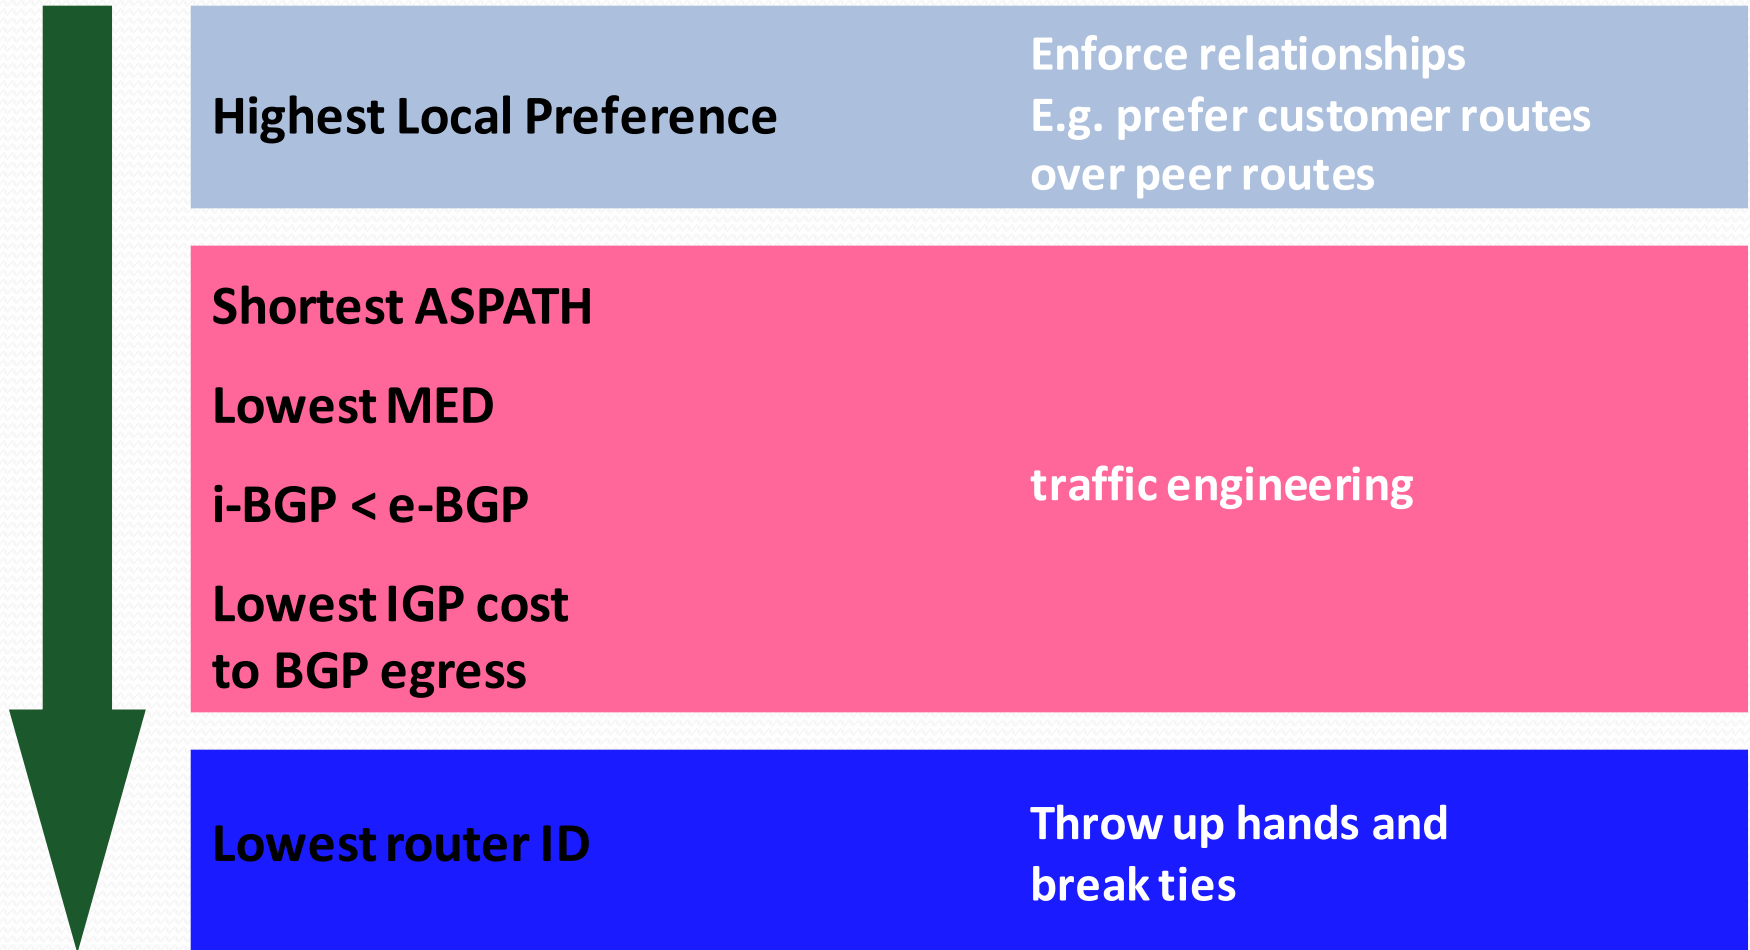 Highest Local Preference
Enforce relationships
E.g. prefer customer routes
over peer routes
Shortest ASPATH
Lowest MED
i-BGP < e-BGP
Lowest IGP cost
to BGP egress
traffic engineering
Lowest router ID
Throw up hands and
break ties